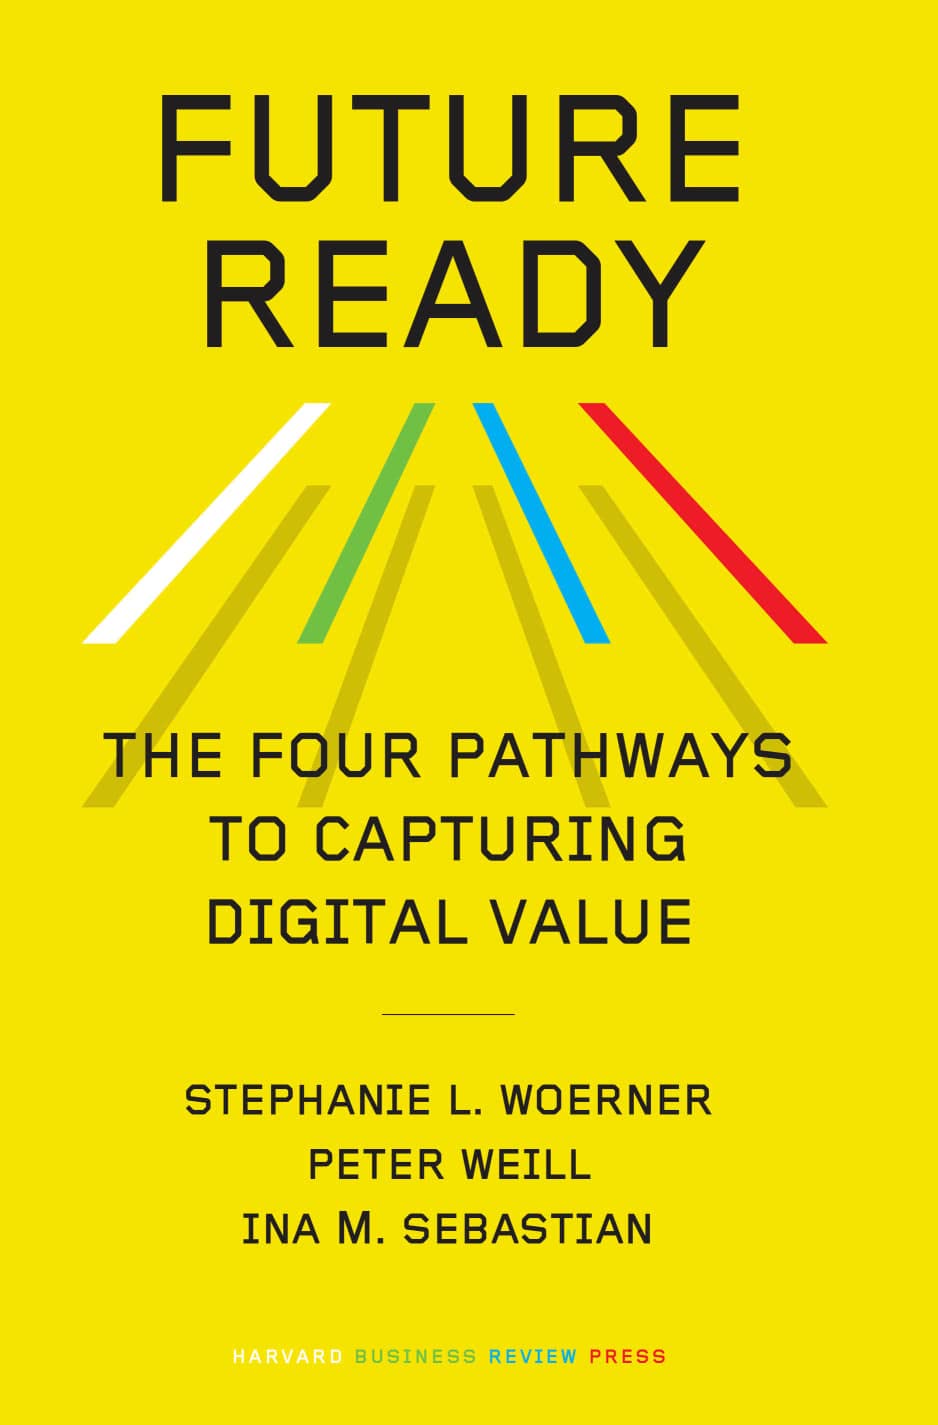 FUTURE
READY
THE FOUR PATHWAYS
TO CAPTURING
DIGITAL VALUE
STEPHANIE L. WOERNER
PETER WEILL
INA M. SEBASTIAN
HARVARD BUSINESS REVIEW PRESS